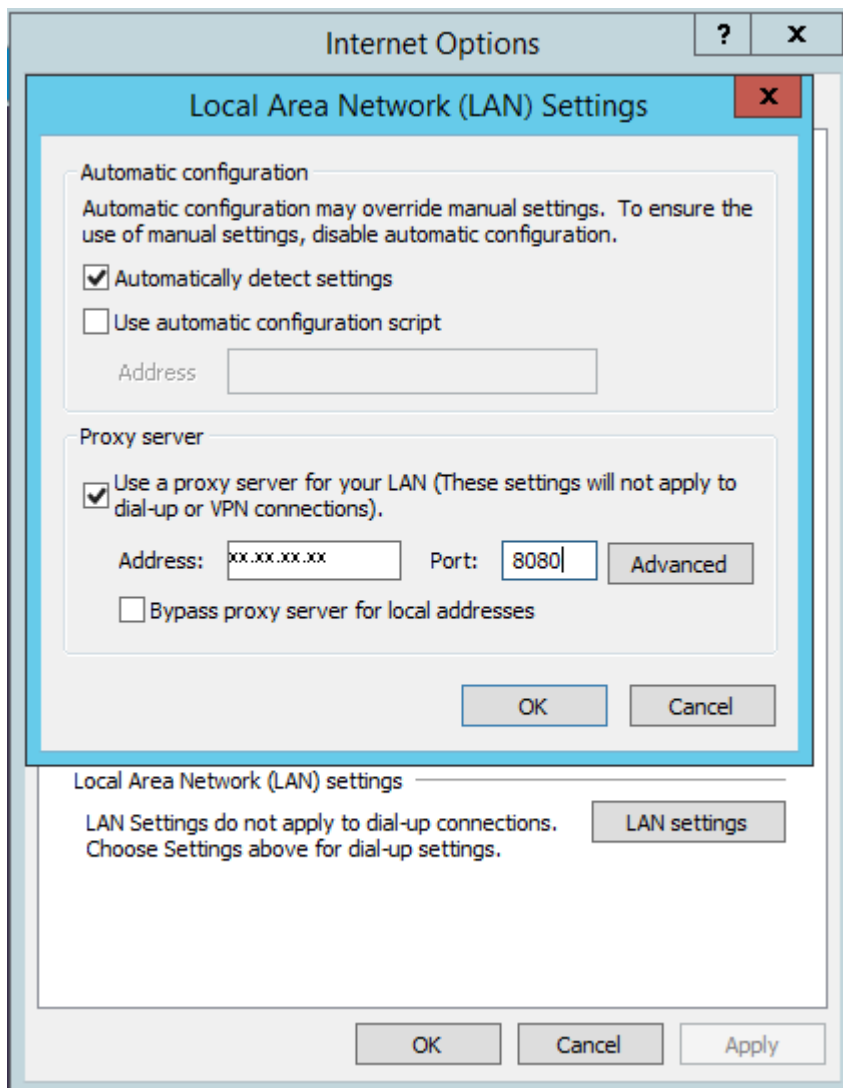 Internet Options
? x
Local Area Network (LAN) Settings
x
Automatic configuration
Automatic configuration may override manual settings. To ensure the
use of manual settings, disable automatic configuration.
Automatically detect settings
Use automatic configuration script
Address
Proxy server
Use a proxy server for your LAN (These settings will not apply to
dial-up or VPN connections).
Address: xx.xx.xx.xx Port: 8080 Advanced
Bypass proxy server for local addresses
OK Cancel
Local Area Network (LAN) settings
LAN Settings do not apply to dial-up connections. LAN settings
Choose Settings above for dial-up settings.
OK Cancel Apply